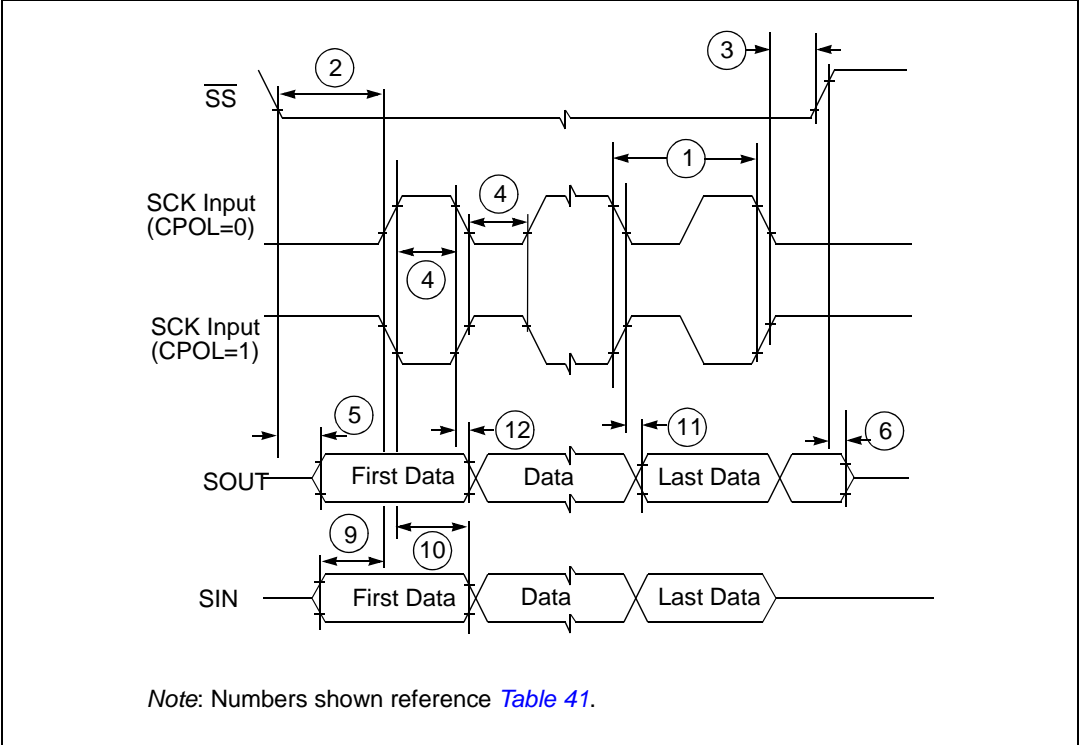 3
2
SS
1
SCK Input
(CPOL=0)
4
4
SCK Input
(CPOL=1)
5
12
11
6
SOUT
First Data
Data
Last Data
9
10
SIN
First Data
Data
Last Data
Note: Numbers shown reference Table 41.